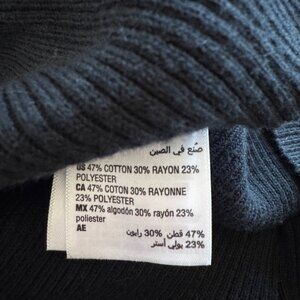 صنع في الصين
US 47% COTTON 30% RAYON 23%
POLYESTER
CA 47% COTON 30% RAYONNE
23% POLYESTER
MX 47% algodón 30% rayón 23%
poliester
AE
47% قطن 30% رايون
23% بولي أستر